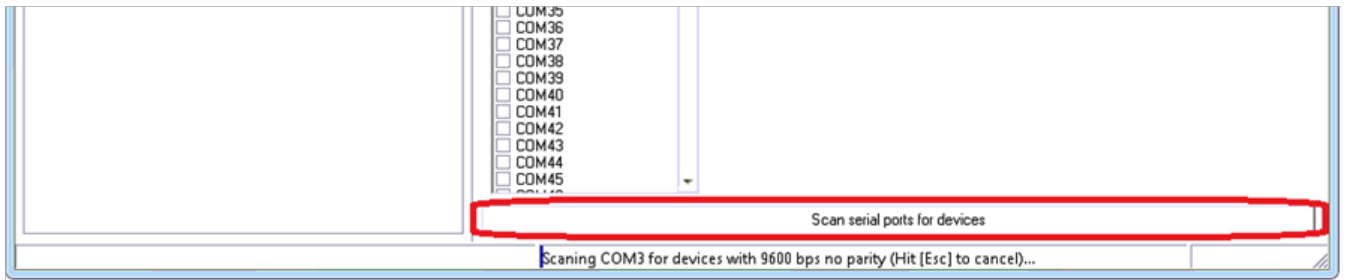 COM35
COM36
COM37
COM38
COM39
COM40
COM41
COM42
COM43
COM44
COM45
Scan serial ports for devices
Scaning COM3 for devices with 9600 bps no parity (Hit [Esc] to cancel)...